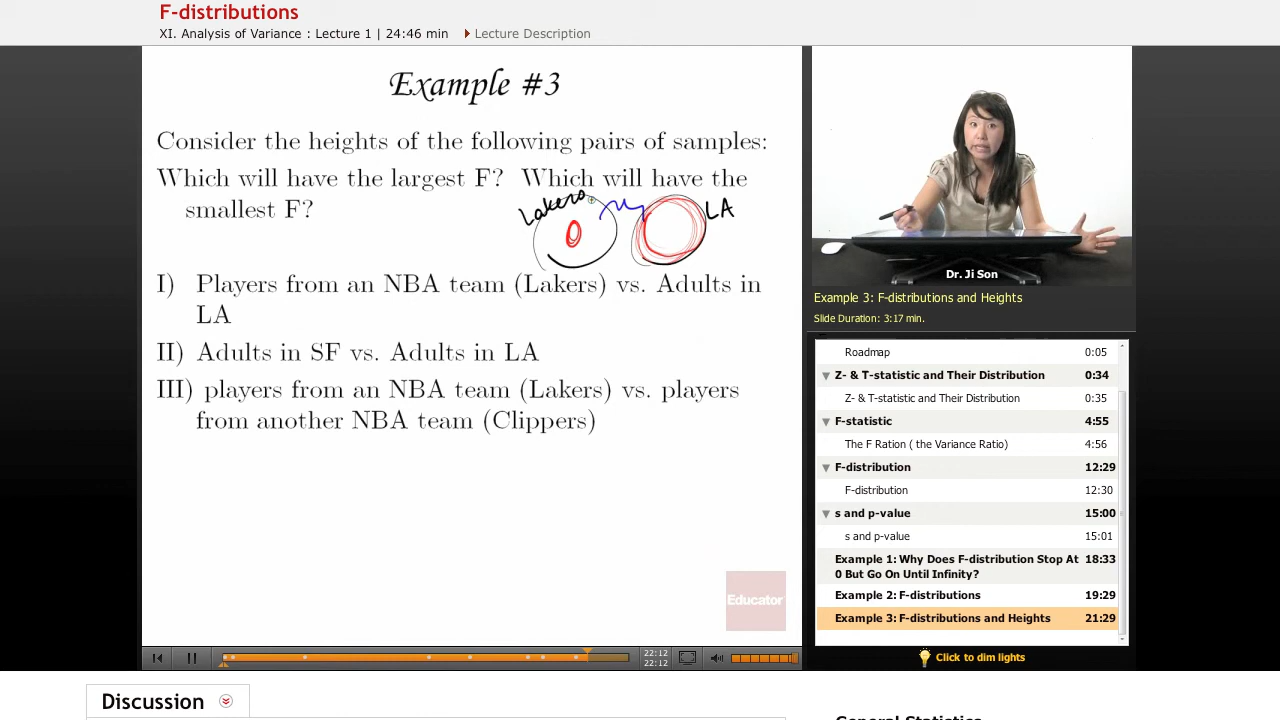 F-distributions
XI. Analysis of Variance : Lecture 1 | 24:46 min Lecture Description
Example #3
Consider the heights of the following pairs of samples:
Which will have the largest F? Which will have the
smallest F?
Lakers
LA
I) Players from an NBA team (Lakers) vs. Adults in
LA
II) Adults in SF vs. Adults in LA
III) players from an NBA team (Lakers) vs. players
from another NBA team (Clippers)
Educator
22:12
22:12
Dr. Ji Son
Example 3: F-distributions and Heights
Slide Duration: 3:17 min.
Roadmap 0:05
Z- & T-statistic and Their Distribution 0:34
Z- & T-statistic and Their Distribution 0:35
F-statistic 4:55
The F Ration ( the Variance Ratio) 4:56
F-distribution 12:29
F-distribution 12:30
s and p-value 15:00
s and p-value 15:01
Example 1: Why Does F-distribution Stop At 18:33
0 But Go On Until Infinity?
Example 2: F-distributions 19:29
Example 3: F-distributions and Heights 21:29
Click to dim lights
Discussion
General Statistics